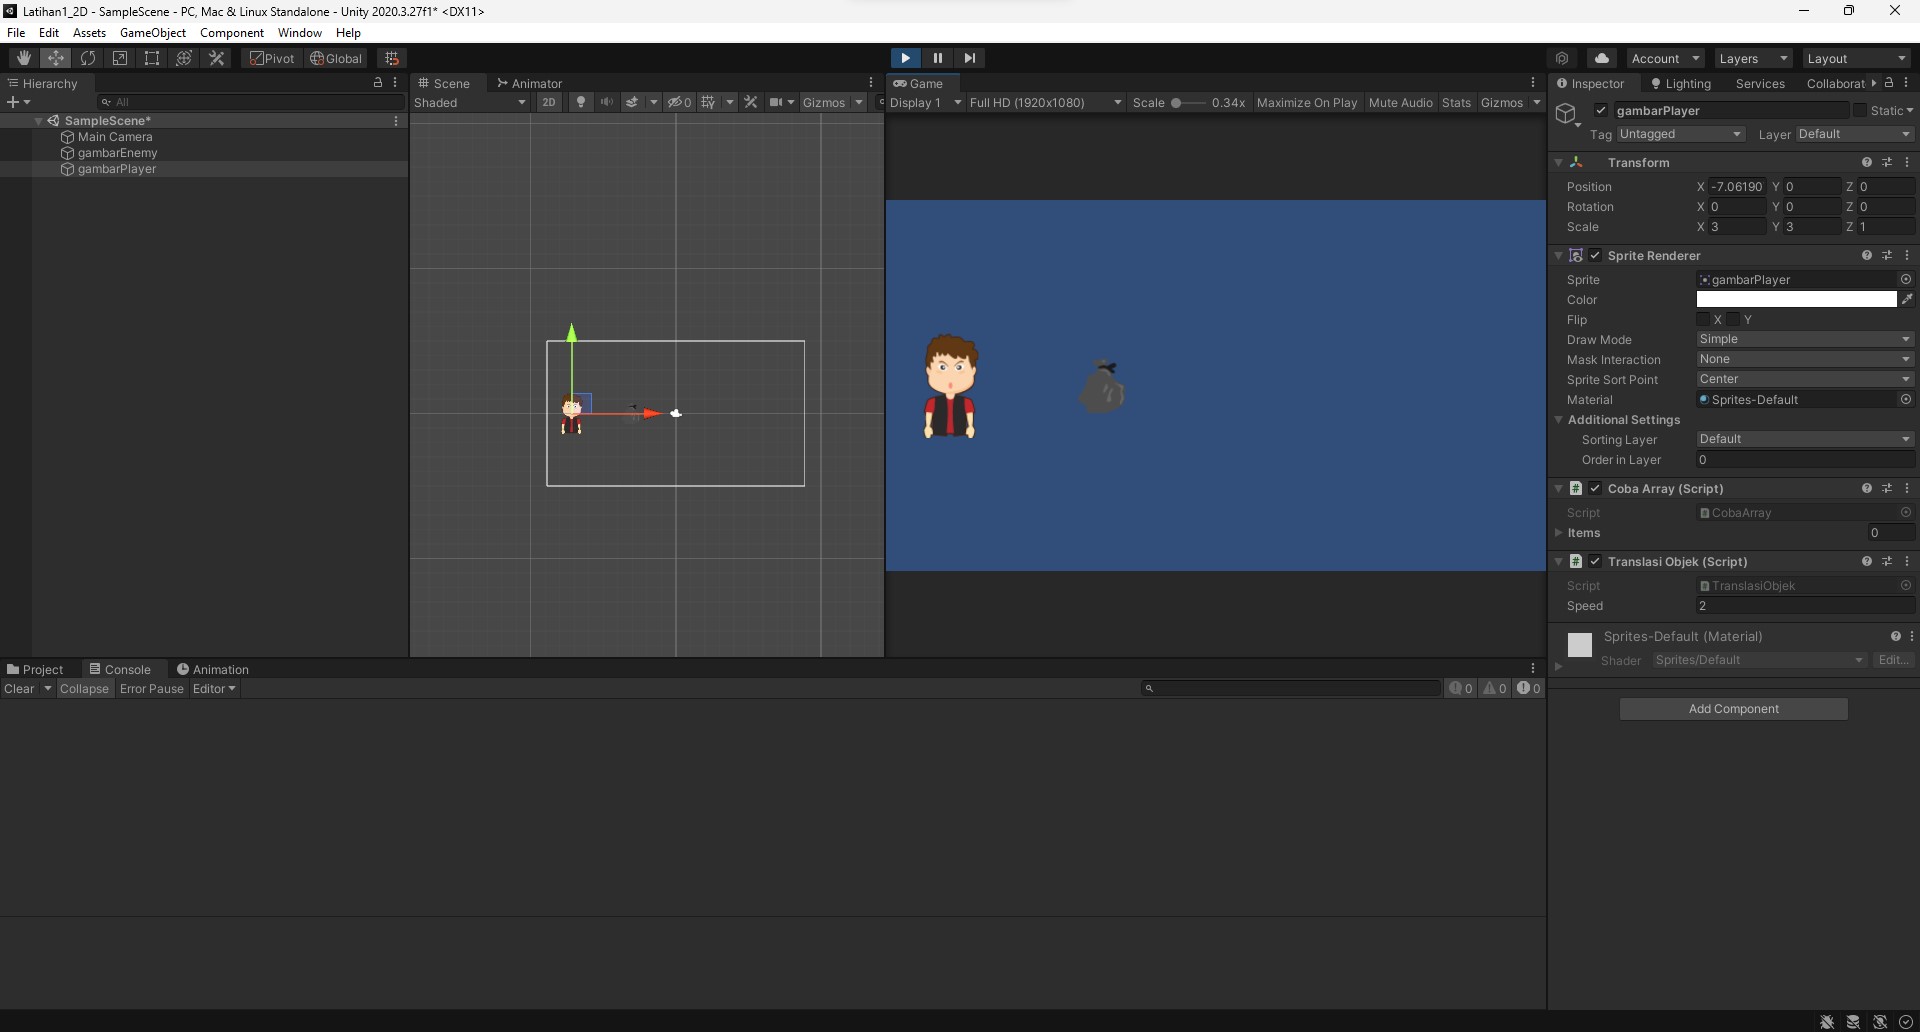 Latihan1_2D - SampleScene - PC, Mac & Linux Standalone - Unity 2020.3.27f1* <DX11>
File Edit Assets GameObject Component Window Help
Pivot Global Account Layers Layout
Hierarchy
All
SampleScene*
Main Camera
gambarEnemy
gambarPlayer
Scene Animator
Shaded 2D 0 Gizmos
Game
Display 1 Full HD (1920x1080) Scale 0.34x Maximize On Play Mute Audio Stats Gizmos
Inspector Lighting Services Collaborat
gambarPlayer Static
Tag Untagged Layer Default
Transform
Position X -7.06190 Y 0 Z 0
Rotation X 0 Y 0 Z 0
Scale X 3 Y 3 Z 1
Sprite Renderer
Sprite gambarPlayer
Color
Flip X Y
Draw Mode Simple
Mask Interaction None
Sprite Sort Point Center
Material Sprites-Default
Additional Settings
Sorting Layer Default
Order in Layer 0
Coba Array (Script)
Script CobaArray
Items 0
Translasi Objek (Script)
Script TranslasiObjek
Speed 2
Sprites-Default (Material)
Shader Sprites/Default Edit...
Add Component
Project Console Animation
Clear Collapse Error Pause Editor 0 0 0